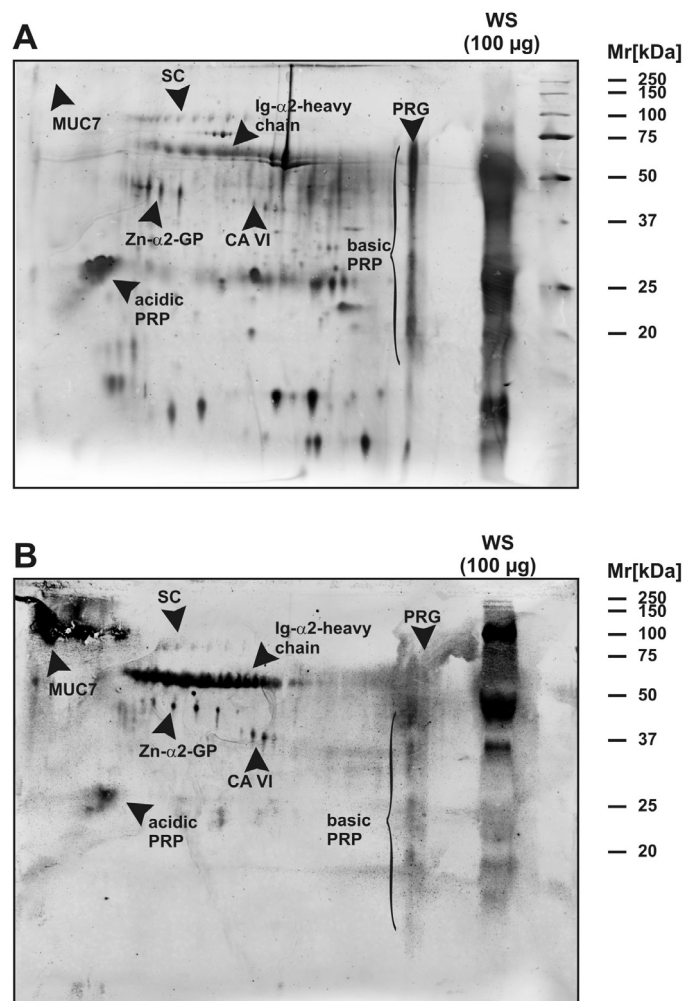 A
WS
(100 µg)
Mr[kDa]
SC
MUC7
Ig-α2-heavy
chain
PRG
250
150
100
75
50
37
25
20
Zn-α2-GP
CA VI
basic
PRP
acidic
PRP
B
WS
(100 µg)
Mr[kDa]
SC
Ig-α2-heavy
chain
PRG
MUC7
250
150
100
75
50
37
25
20
Zn-α2-GP
CA VI
acidic
PRP
basic
PRP